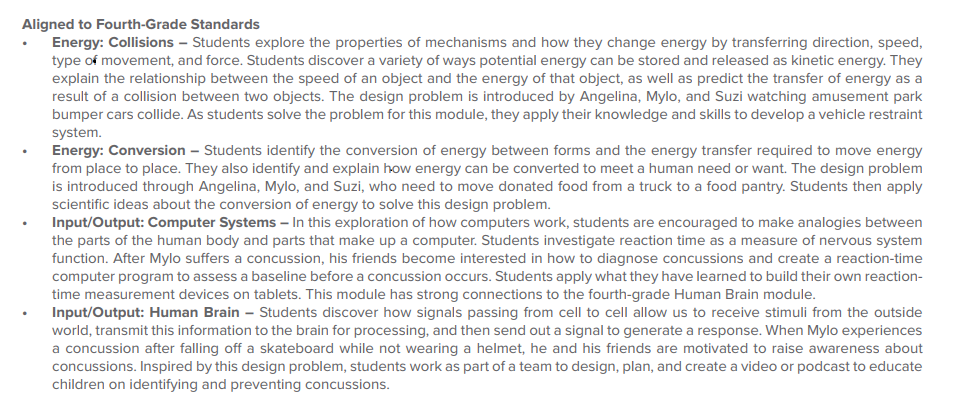 Aligned to Fourth-Grade Standards
• Energy: Collisions – Students explore the properties of mechanisms and how they change energy by transferring direction, speed,
type of movement, and force. Students discover a variety of ways potential energy can be stored and released as kinetic energy. They
explain the relationship between the speed of an object and the energy of that object, as well as predict the transfer of energy as a
result of a collision between two objects. The design problem is introduced by Angelina, Mylo, and Suzi watching amusement park
bumper cars collide. As students solve the problem for this module, they apply their knowledge and skills to develop a vehicle restraint
system.
• Energy: Conversion – Students identify the conversion of energy between forms and the energy transfer required to move energy
from place to place. They also identify and explain how energy can be converted to meet a human need or want. The design problem
is introduced through Angelina, Mylo, and Suzi, who need to move donated food from a truck to a food pantry. Students then apply
scientific ideas about the conversion of energy to solve this design problem.
• Input/Output: Computer Systems – In this exploration of how computers work, students are encouraged to make analogies between
the parts of the human body and parts that make up a computer. Students investigate reaction time as a measure of nervous system
function. After Mylo suffers a concussion, his friends become interested in how to diagnose concussions and create a reaction-time
computer program to assess a baseline before a concussion occurs. Students apply what they have learned to build their own reaction-
time measurement devices on tablets. This module has strong connections to the fourth-grade Human Brain module.
• Input/Output: Human Brain – Students discover how signals passing from cell to cell allow us to receive stimuli from the outside
world, transmit this information to the brain for processing, and then send out a signal to generate a response. When Mylo experiences
a concussion after falling off a skateboard while not wearing a helmet, he and his friends are motivated to raise awareness about
concussions. Inspired by this design problem, students work as part of a team to design, plan, and create a video or podcast to educate
children on identifying and preventing concussions.